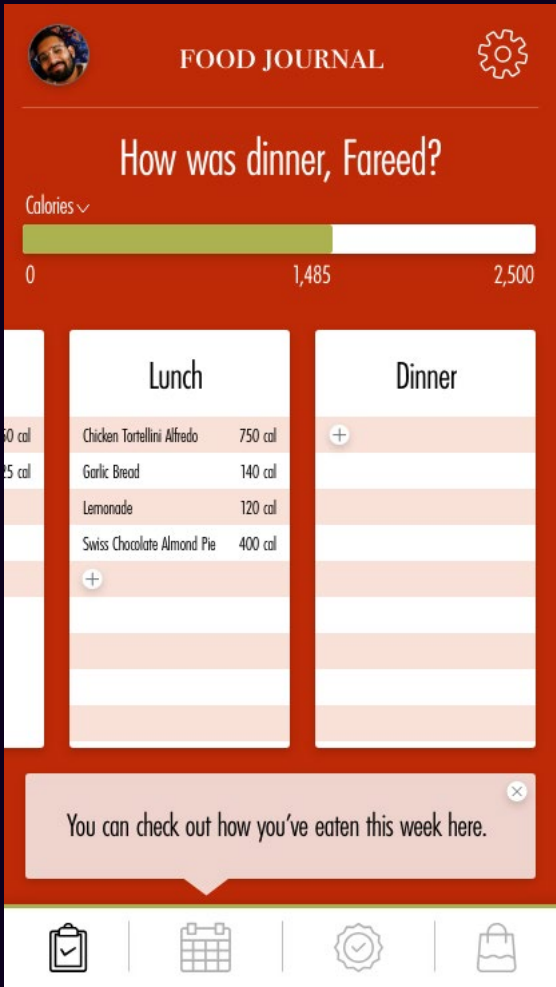 FOOD JOURNAL
How was dinner, Fareed?
Calories
0 1,485 2,500
Lunch
Chicken Tortellini Alfredo 750 cal
Garlic Bread 140 cal
Lemonade 120 cal
Swiss Chocolate Almond Pie 400 cal
Dinner
cal
cal
You can check out how you've eaten this week here.